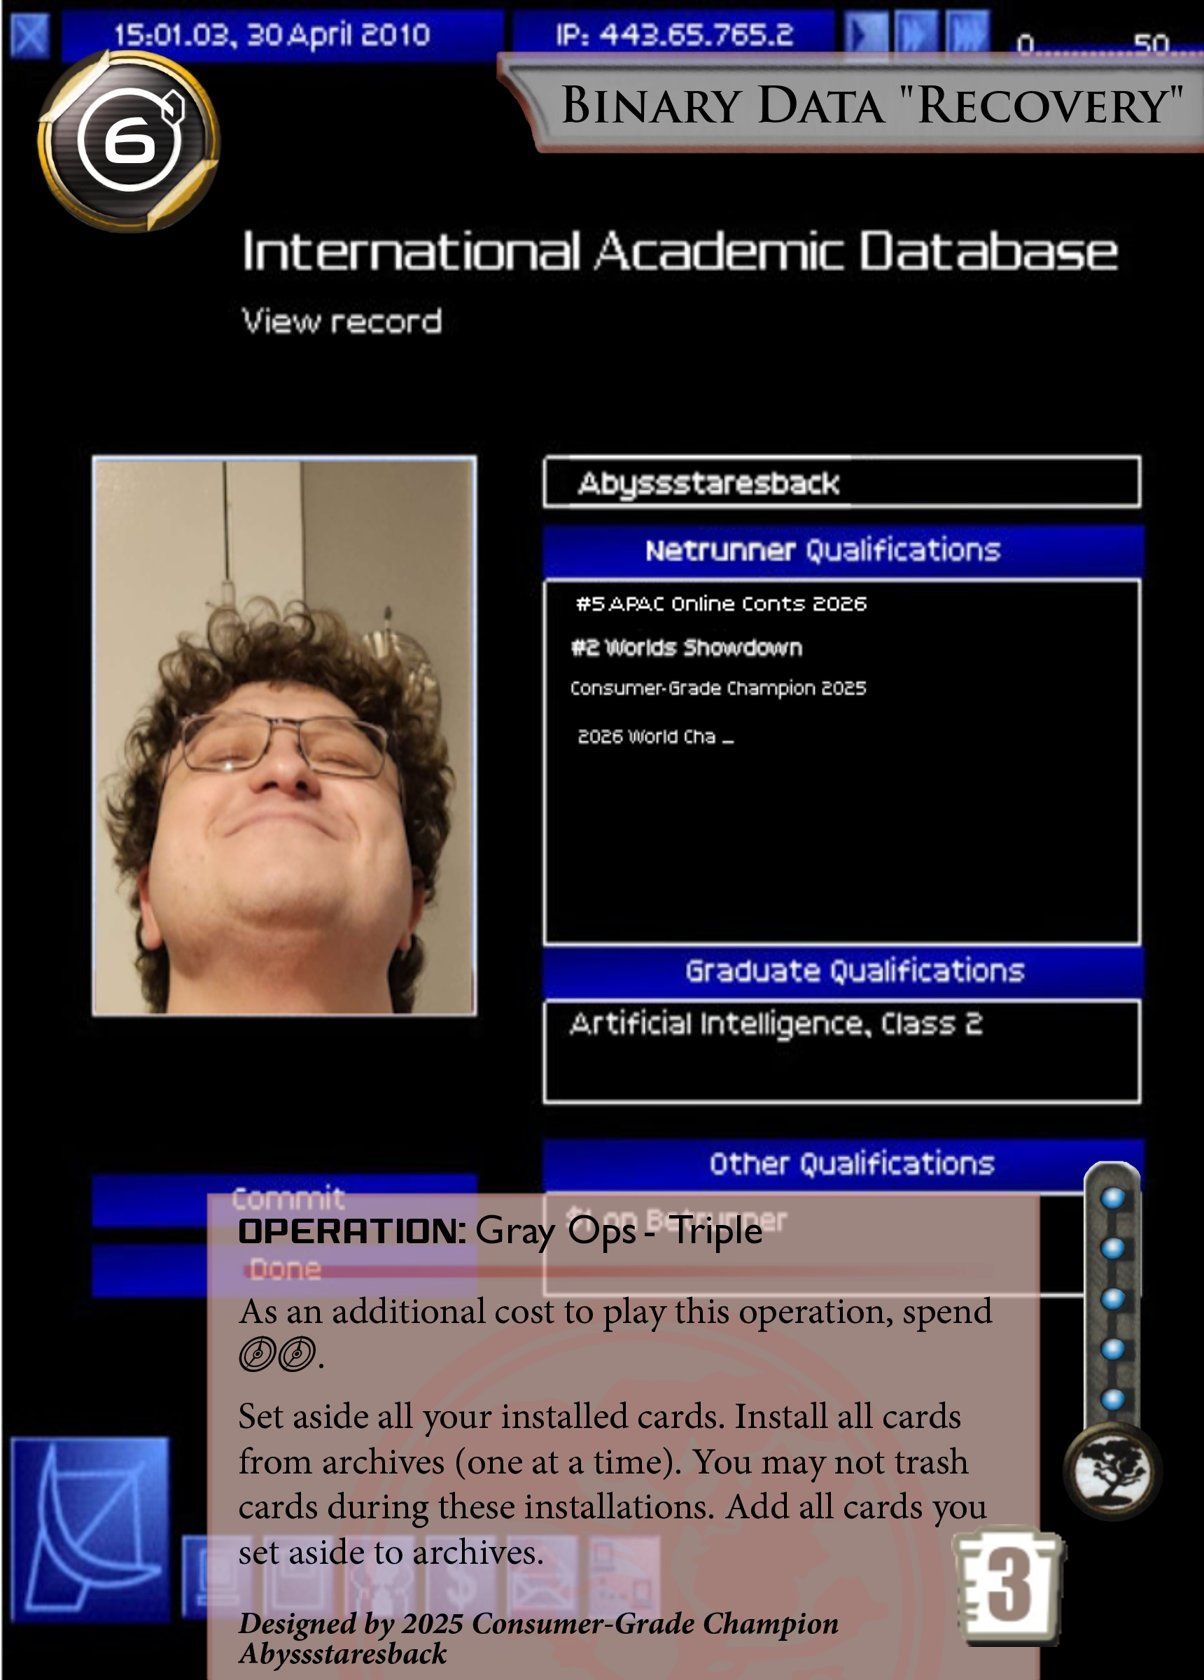 15:01.03, 30 April 2010
IP: 443.65.765.2
0...........50....
6
BINARY DATA "RECOVERY"
International Academic Database
View record
Abyssstaresback
Netrunner Qualifications
#5 APAC Online Conts 2026
#2 Worlds Showdown
Consumer-Grade Champion 2025
2026 World Cha _
Graduate Qualifications
Artificial Intelligence, Class 2
Other Qualifications
#1 on Betrunner
Commit
Done
OPERATION: Gray Ops - Triple
As an additional cost to play this operation, spend
.
Set aside all your installed cards. Install all cards
from archives (one at a time). You may not trash
cards during these installations. Add all cards you
set aside to archives.
Designed by 2025 Consumer-Grade Champion
Abyssstaresback
3